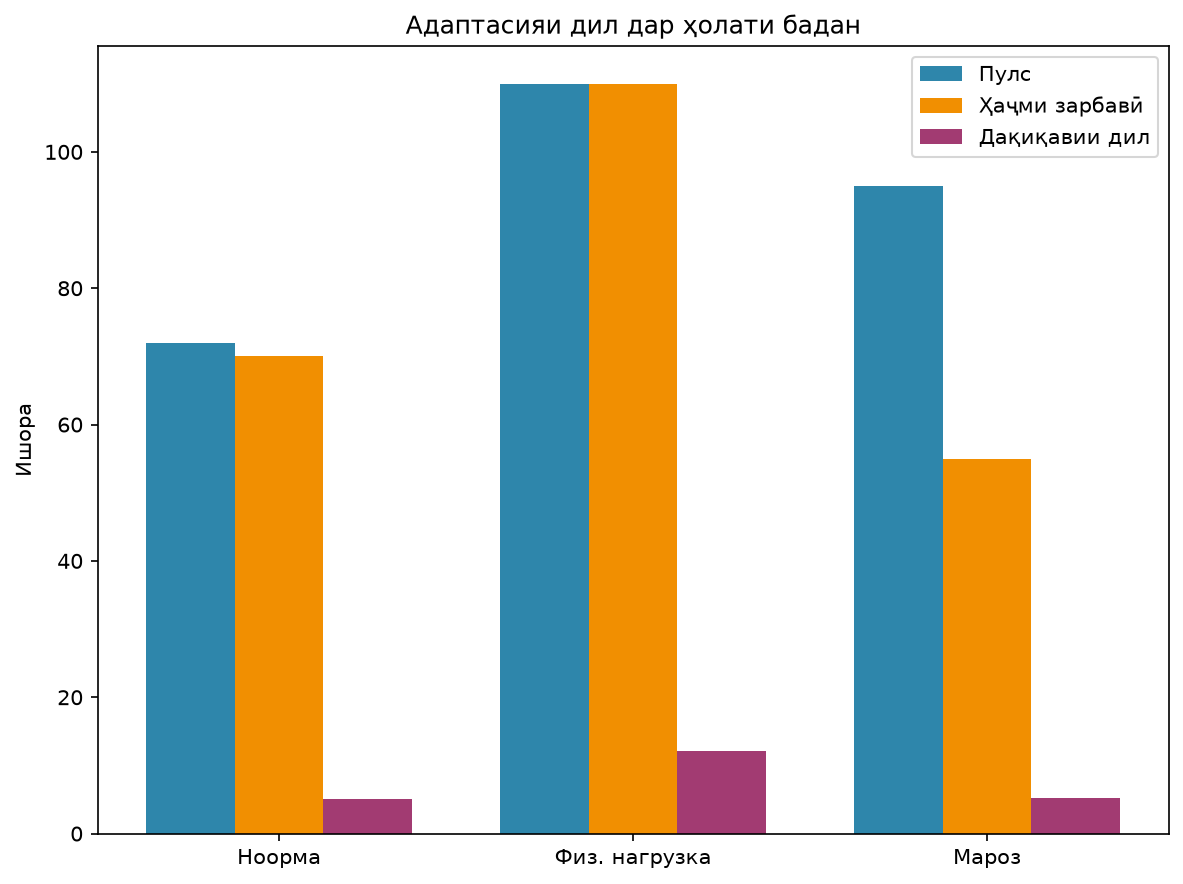 Адаптасияи дил дар ҳолати бадан
Пулс
Ҳаҷми зарбавӣ
Дақиқавии дил
Ишора
100
80
60
40
20
0
Ноорма
Физ. нагрузка
Мароз